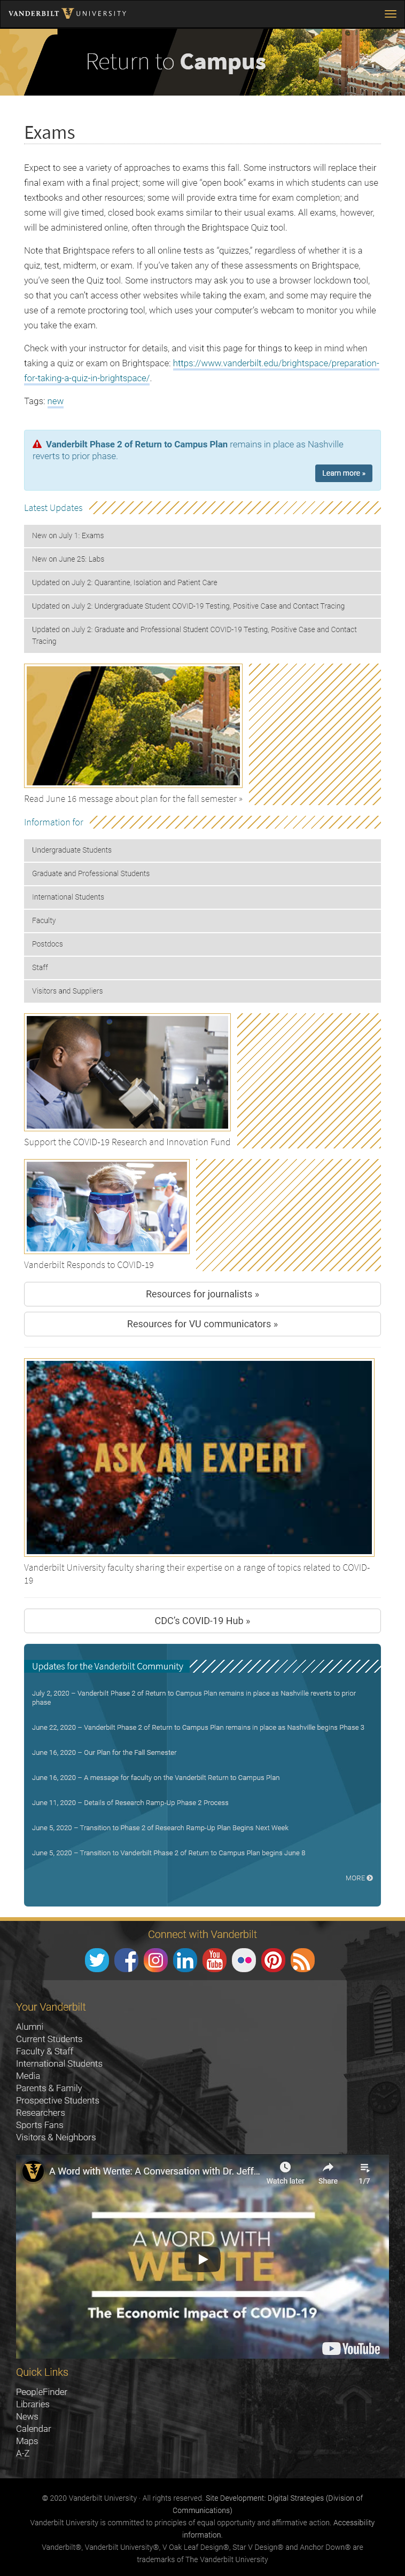 VANDERBILT V UNIVERSITY
Return to Campus
Exams
Expect to see a variety of approaches to exams this fall. Some instructors will replace their
final exam with a final project; some will give “open book” exams in which students can use
textbooks and other resources; some will provide extra time for exam completion; and
some will give timed, closed book exams similar to their usual exams. All exams, however,
will be administered online, often through the Brightspace Quiz tool.
Note that Brightspace refers to all online tests as “quizzes,” regardless of whether it is a
quiz, test, midterm, or exam. If you’ve taken any of these assessments on Brightspace,
you’ve seen the Quiz tool. Some instructors may ask you to use a browser lockdown tool,
so that you can’t access other websites while taking the exam, and some may require the
use of a remote proctoring tool, which uses your computer’s webcam to monitor you while
you take the exam.
Check with your instructor for details, and visit this page for things to keep in mind when
taking a quiz or exam on Brightspace: https://www.vanderbilt.edu/brightspace/preparation-
for-taking-a-quiz-in-brightspace/.
Tags: new
Vanderbilt Phase 2 of Return to Campus Plan remains in place as Nashville
reverts to prior phase.
Learn more »
Latest Updates
New on July 1: Exams
New on June 25: Labs
Updated on July 2: Quarantine, Isolation and Patient Care
Updated on July 2: Undergraduate Student COVID-19 Testing, Positive Case and Contact Tracing
Updated on July 2: Graduate and Professional Student COVID-19 Testing, Positive Case and Contact
Tracing
Read June 16 message about plan for the fall semester »
Information for
Undergraduate Students
Graduate and Professional Students
International Students
Faculty
Postdocs
Staff
Visitors and Suppliers
Support the COVID-19 Research and Innovation Fund
Vanderbilt Responds to COVID-19
Resources for journalists »
Resources for VU communicators »
ASK AN EXPERT
Vanderbilt University faculty sharing their expertise on a range of topics related to COVID-
19
CDC’s COVID-19 Hub »
Updates for the Vanderbilt Community
July 2, 2020 – Vanderbilt Phase 2 of Return to Campus Plan remains in place as Nashville reverts to prior
phase
June 22, 2020 – Vanderbilt Phase 2 of Return to Campus Plan remains in place as Nashville begins Phase 3
June 16, 2020 – Our Plan for the Fall Semester
June 16, 2020 – A message for faculty on the Vanderbilt Return to Campus Plan
June 11, 2020 – Details of Research Ramp-Up Phase 2 Process
June 5, 2020 – Transition to Phase 2 of Research Ramp-Up Plan Begins Next Week
June 5, 2020 – Transition to Vanderbilt Phase 2 of Return to Campus Plan begins June 8
MORE
Connect with Vanderbilt
You Tube
Your Vanderbilt
Alumni
Current Students
Faculty & Staff
International Students
Media
Parents & Family
Prospective Students
Researchers
Sports Fans
Visitors & Neighbors
A Word with Wente: A Conversation with Dr. Jeff...
Watch later
Share
1/7
A WORD WITH
WENTE
The Economic Impact of COVID-19
YouTube
Quick Links
PeopleFinder
Libraries
News
Calendar
Maps
A-Z
© 2020 Vanderbilt University · All rights reserved. Site Development: Digital Strategies (Division of
Communications)
Vanderbilt University is committed to principles of equal opportunity and affirmative action. Accessibility
information.
Vanderbilt®, Vanderbilt University®, V Oak Leaf Design®, Star V Design® and Anchor Down® are
trademarks of The Vanderbilt University